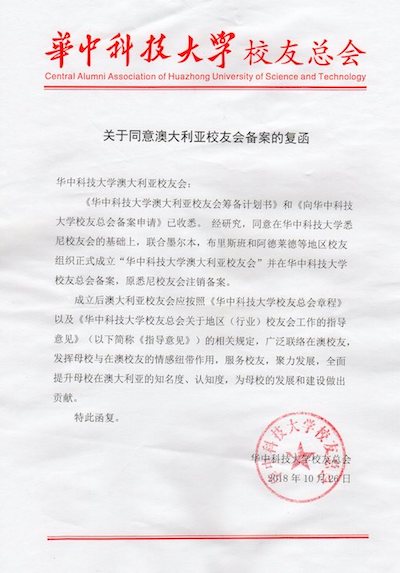 華中科技大学校友总会
Central Alumni Association of Huazhong University of Science and Technology
关于同意澳大利亚校友会备案的复函
华中科技大学澳大利亚校友会：
《华中科技大学澳大利亚校友会筹备计划书》和《向华中科技
大学校友总会备案申请》已收悉。经研究，同意在华中科技大学悉
尼校友会的基础上，联合墨尔本，布里斯班和阿德莱德等地区校友
组织正式成立“华中科技大学澳大利亚校友会”并在华中科技大学
校友总会备案，原悉尼校友会注销备案。
成立后澳大利亚校友会应按照《华中科技大学校友总会章程》
以及《华中科技大学校友总会关于地区（行业）校友会工作的指导
意见》（以下简称《指导意见》）的相关规定，广泛联络在澳校友，
发挥母校与在澳校友的情感纽带作用，服务校友，聚力发展，全面
提升母校在澳大利亚的知名度、认知度，为母校的发展和建设做出
贡献。
特此函复。
华中科技大学校友总会
华中科技大学校友总会
2018年10月26日